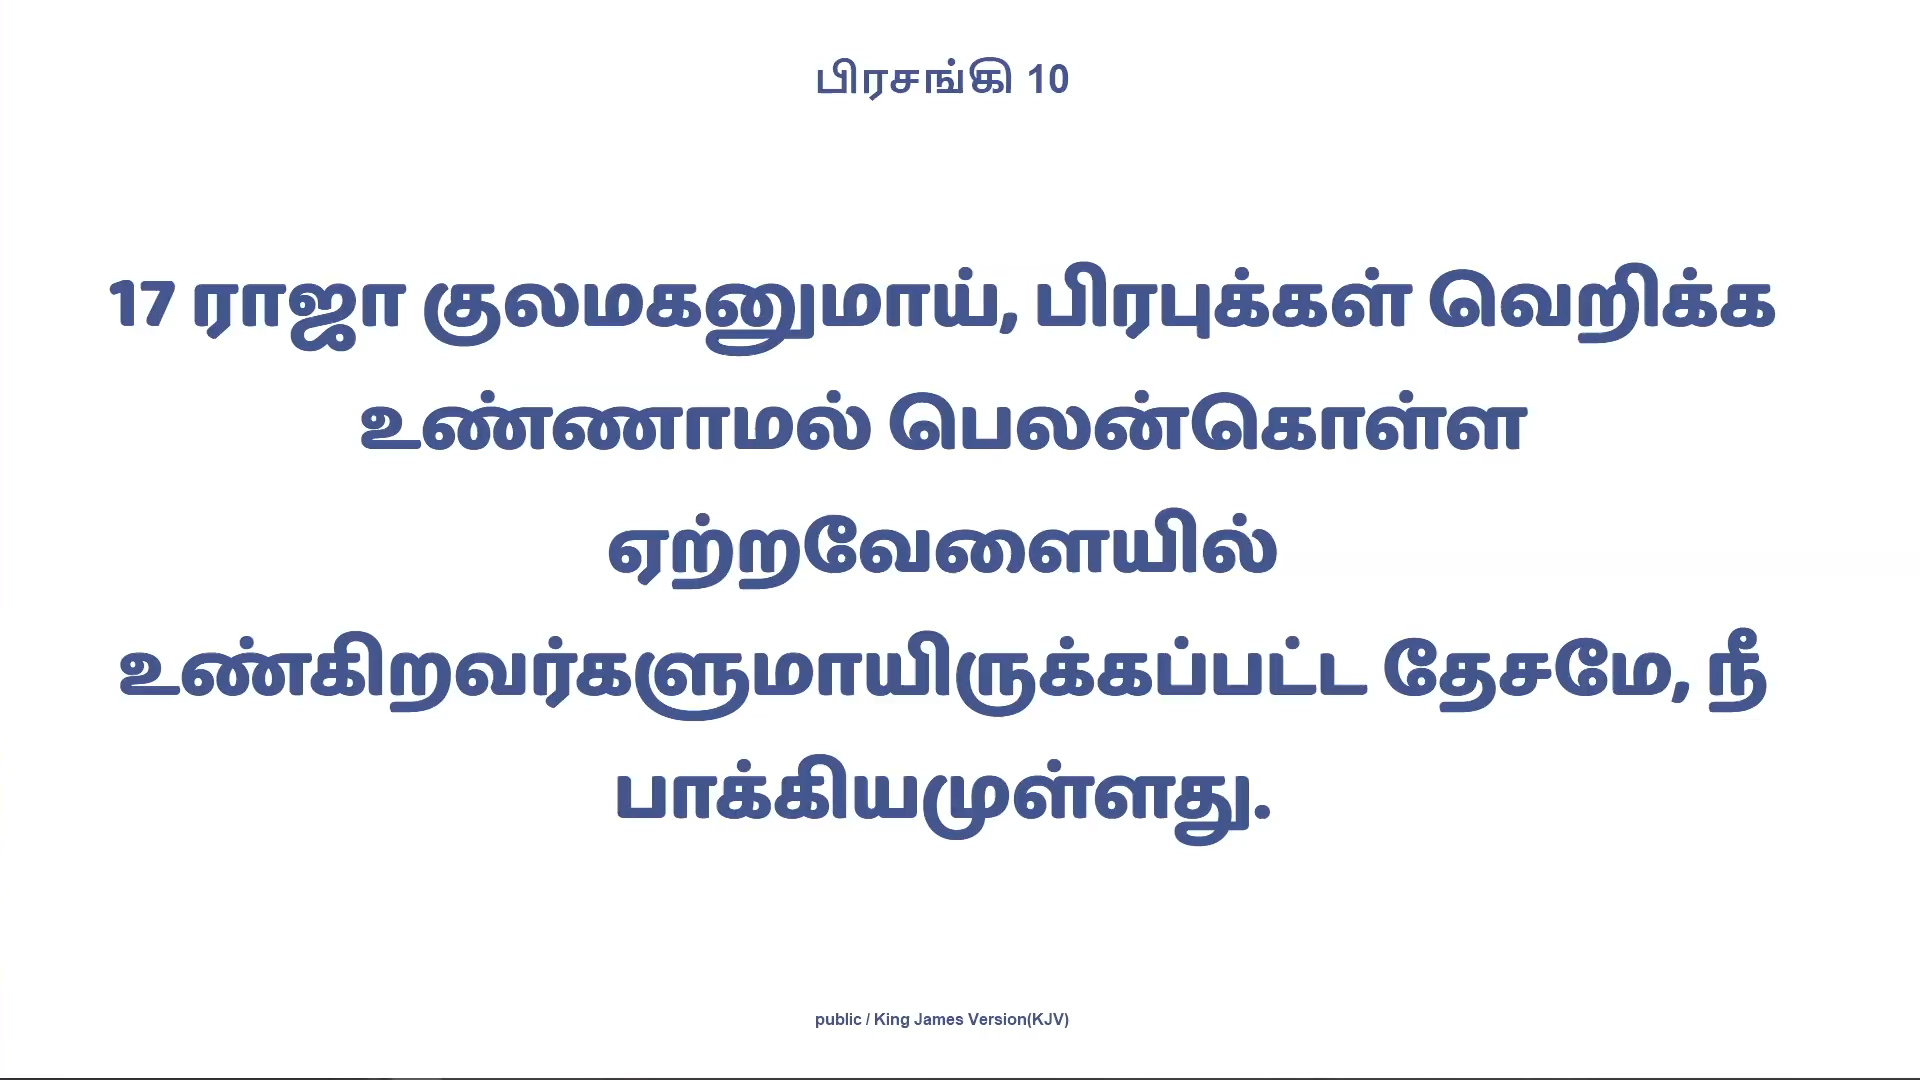 பிரசங்கி 10
17 ராஜா குலமகனுமாய், பிரபுக்கள் வெறிக்க
உண்ணாமல் பெலன்கொள்ள
ஏற்றவேளையில்
உண்கிறவர்களுமாயிருக்கப்பட்ட தேசமே, நீ
பாக்கியமுள்ளது.
public / King James Version(KJV)